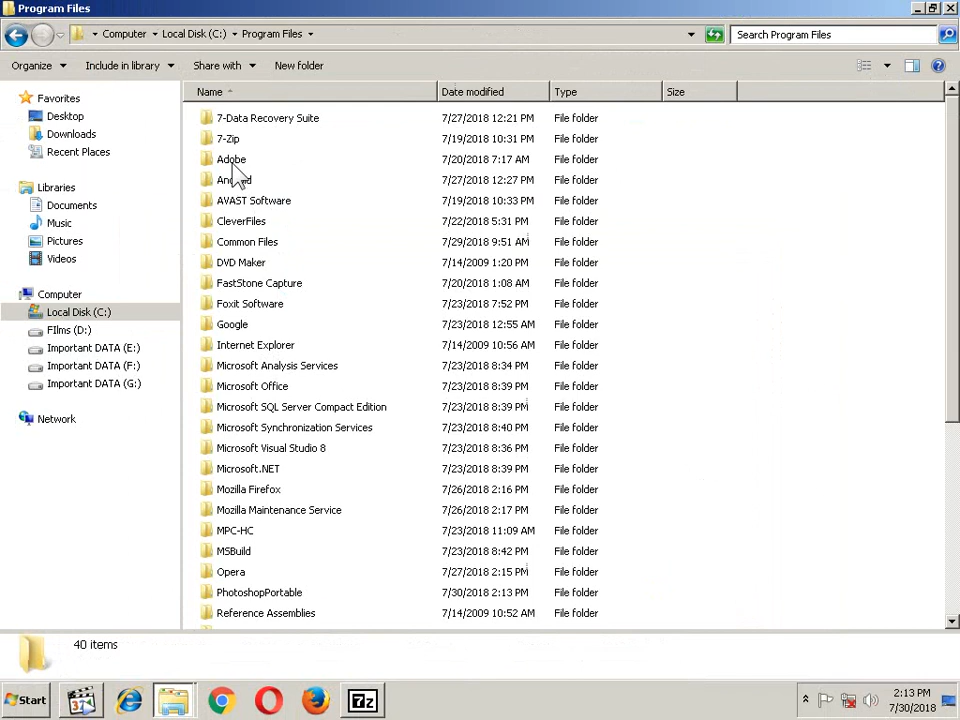 Program Files
Computer Local Disk (C:) Program Files
Search Program Files
Organize Include in library Share with New folder
Name Date modified Type Size
Favorites
Desktop
Downloads
Recent Places
Libraries
Documents
Music
Pictures
Videos
Computer
Local Disk (C:)
FIlms (D:)
Important DATA (E:)
Important DATA (F:)
Important DATA (G:)
Network
7-Data Recovery Suite 7/27/2018 12:21 PM File folder
7-Zip 7/19/2018 10:31 PM File folder
Adobe 7/20/2018 7:17 AM File folder
7/27/2018 12:27 PM File folder
AVAST Software 7/19/2018 10:33 PM File folder
CleverFiles 7/22/2018 5:31 PM File folder
Common Files 7/29/2018 9:51 AM File folder
DVD Maker 7/14/2009 1:20 PM File folder
FastStone Capture 7/20/2018 1:08 AM File folder
Foxit Software 7/23/2018 7:52 PM File folder
Google 7/23/2018 12:55 AM File folder
Internet Explorer 7/14/2009 10:56 AM File folder
Microsoft Analysis Services 7/23/2018 8:34 PM File folder
Microsoft Office 7/23/2018 8:39 PM File folder
Microsoft SQL Server Compact Edition 7/23/2018 8:39 PM File folder
Microsoft Synchronization Services 7/23/2018 8:40 PM File folder
Microsoft Visual Studio 8 7/23/2018 8:36 PM File folder
Microsoft.NET 7/23/2018 8:39 PM File folder
Mozilla Firefox 7/26/2018 2:16 PM File folder
Mozilla Maintenance Service 7/26/2018 2:17 PM File folder
MPC-HC 7/23/2018 11:09 AM File folder
MSBuild 7/23/2018 8:42 PM File folder
Opera 7/27/2018 2:15 PM File folder
PhotoshopPortable 7/30/2018 2:13 PM File folder
Reference Assemblies 7/14/2009 10:52 AM File folder
40 items
Start
37
7z
2:13 PM
7/30/2018